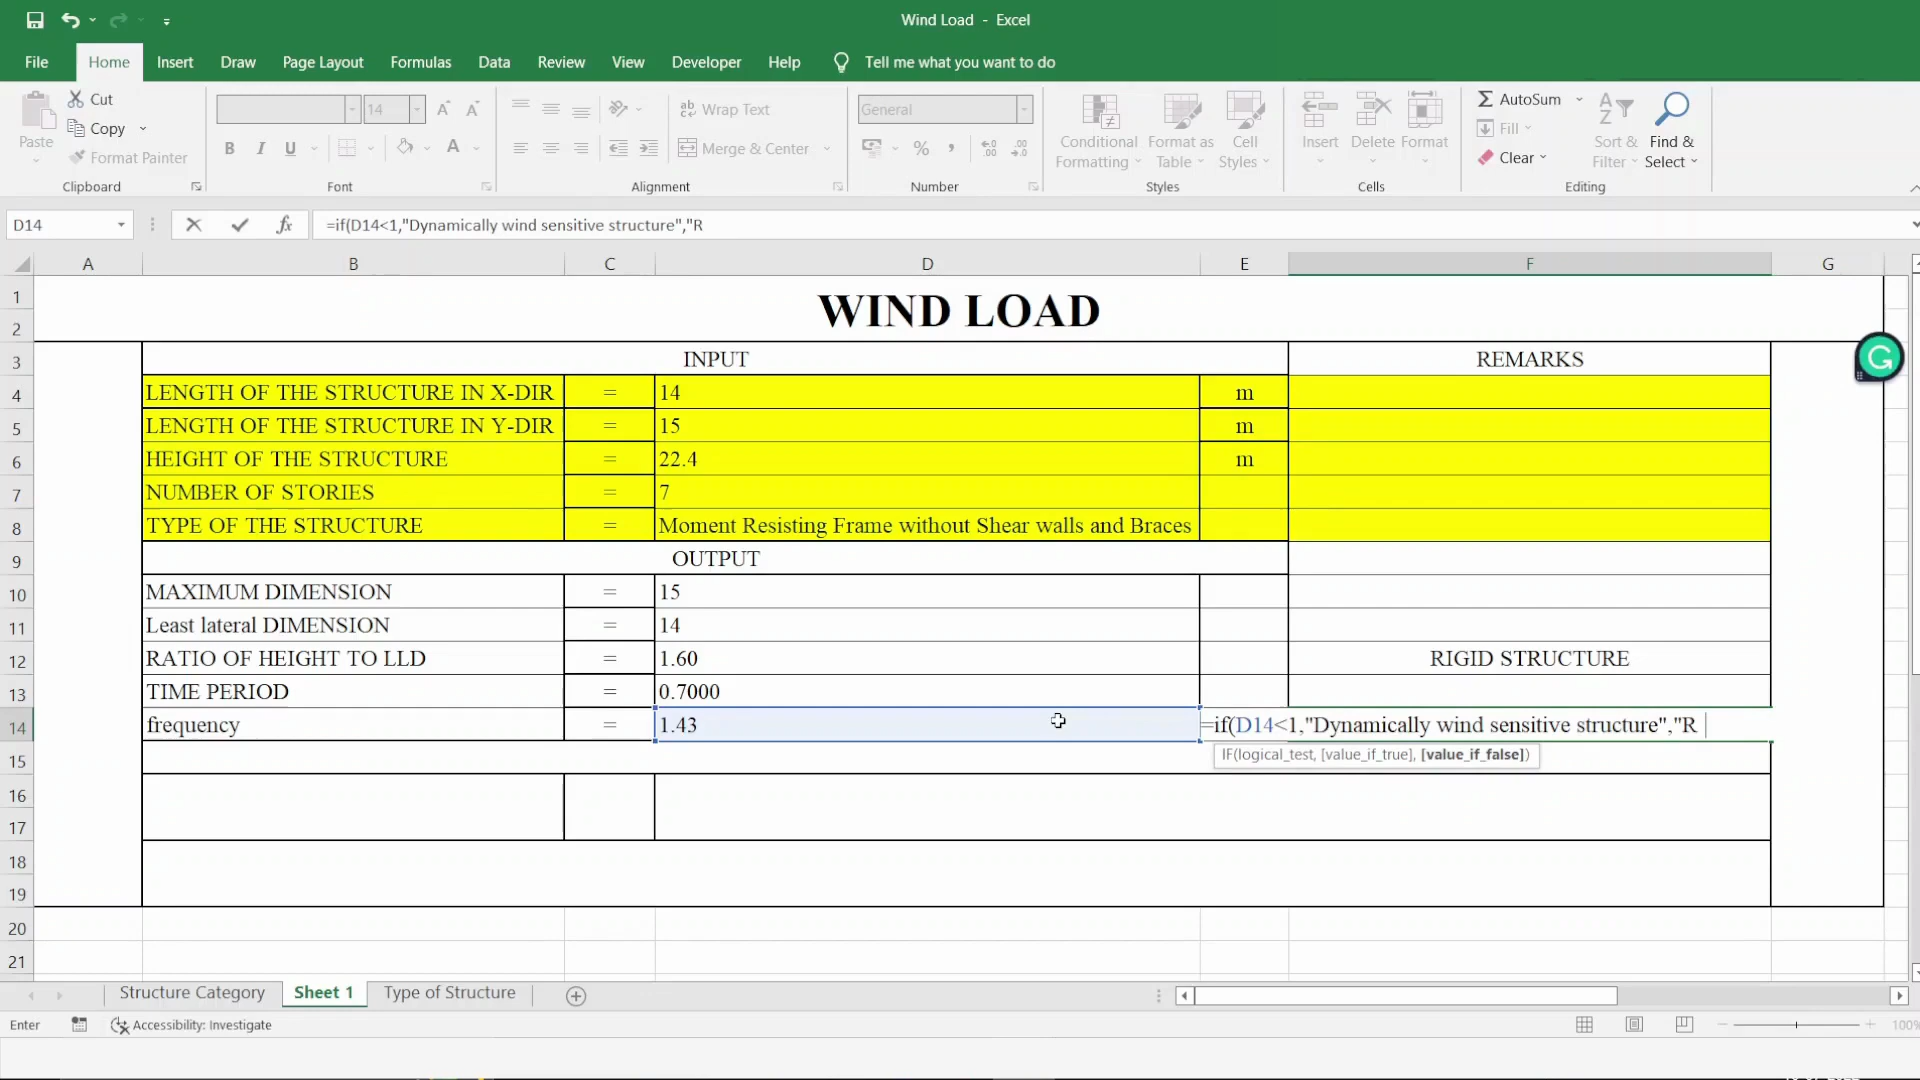 Wind Load - Excel
File Home Insert Draw Page Layout Formulas Data Review View Developer Help Tell me what you want to do
Paste
Cut
Copy
Format Painter
Clipboard
14
A A
B I U A
Font
Wrap Text
Merge & Center
Alignment
General
% ,
Number
Conditional Formatting
Format as Table
Cell Styles
Styles
Insert Delete Format
Cells
AutoSum
Fill
Clear
Sort & Filter
Find & Select
Editing
D14 fx =if(D14<1,"Dynamically wind sensitive structure","R
A B C D E F G
1 WIND LOAD
2
3 INPUT REMARKS
4 LENGTH OF THE STRUCTURE IN X-DIR = 14 m
5 LENGTH OF THE STRUCTURE IN Y-DIR = 15 m
6 HEIGHT OF THE STRUCTURE = 22.4 m
7 NUMBER OF STORIES = 7
8 TYPE OF THE STRUCTURE = Moment Resisting Frame without Shear walls and Braces
9 OUTPUT
10 MAXIMUM DIMENSION = 15
11 Least lateral DIMENSION = 14
12 RATIO OF HEIGHT TO LLD = 1.60 RIGID STRUCTURE
13 TIME PERIOD = 0.7000
14 frequency = 1.43 =if(D14<1,"Dynamically wind sensitive structure","R
IF(logical_test, [value_if_true], [value_if_false])
15
16
17
18
19
20
21
Structure Category Sheet 1 Type of Structure
Enter Accessibility: Investigate 100%